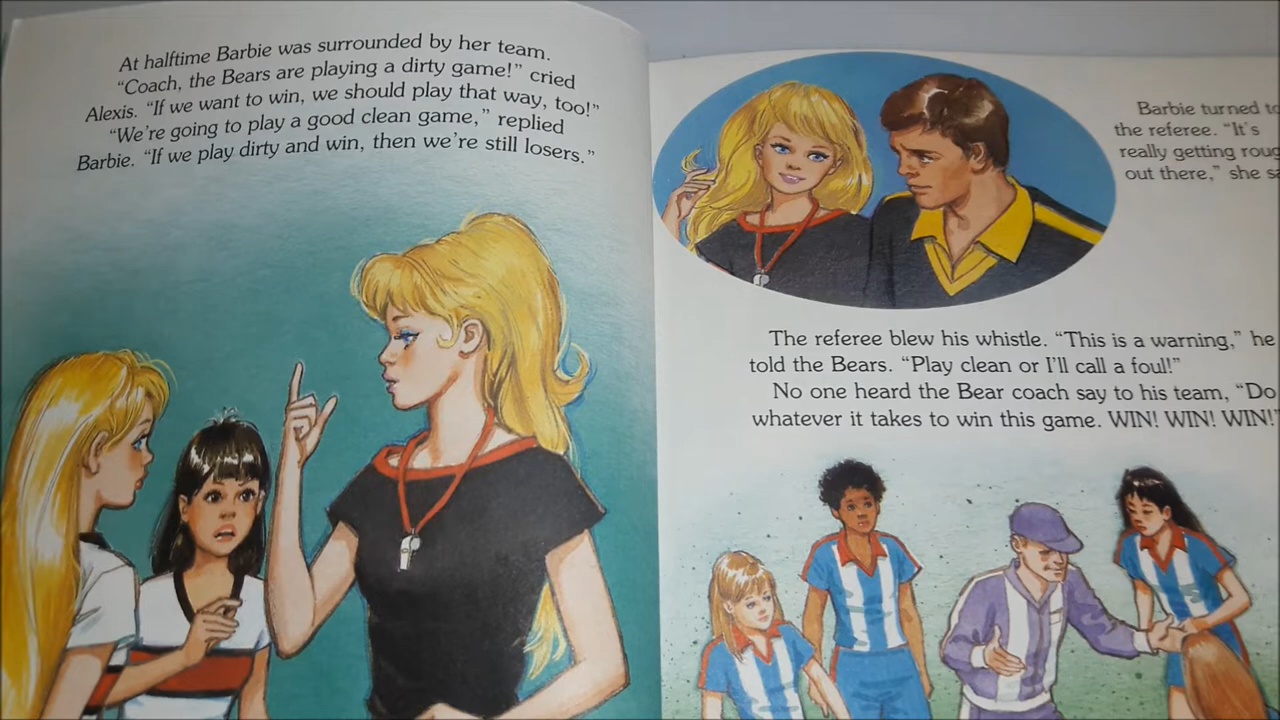 At halftime Barbie was surrounded by her team.
“Coach, the Bears are playing a dirty game!” cried
Alexis. “If we want to win, we should play that way, too!”
“We’re going to play a good clean game,” replied
Barbie. “If we play dirty and win, then we’re still losers.”
Barbie turned
the referee. “It’s
really getting
out there,” she
The referee blew his whistle. “This is a warning,” he
told the Bears. “Play clean or I’ll call a foul!”
No one heard the Bear coach say to his team, “Do
whatever it takes to win this game. WIN! WIN! WIN!